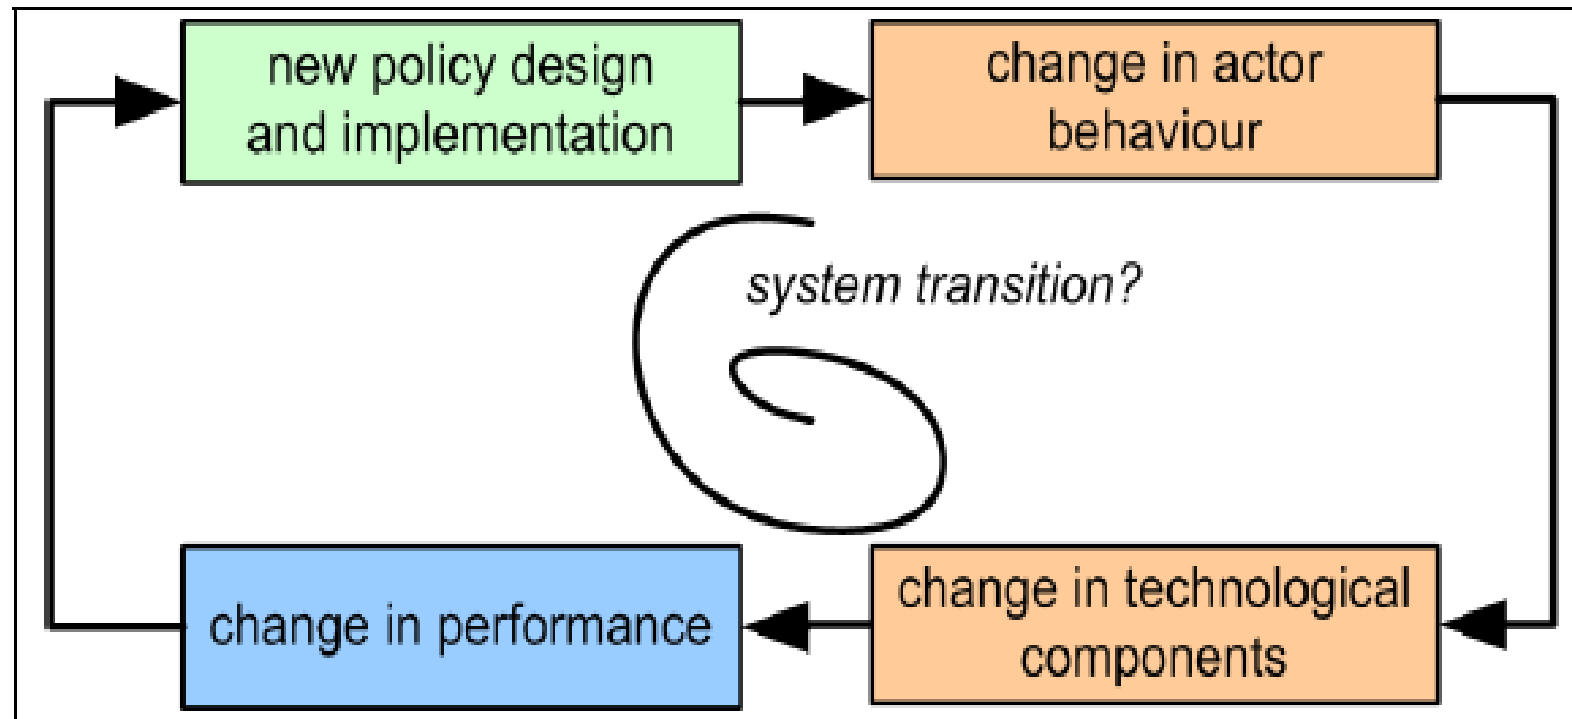 new policy design
and implementation
change in actor
behaviour
system transition?
change in performance
change in technological
components